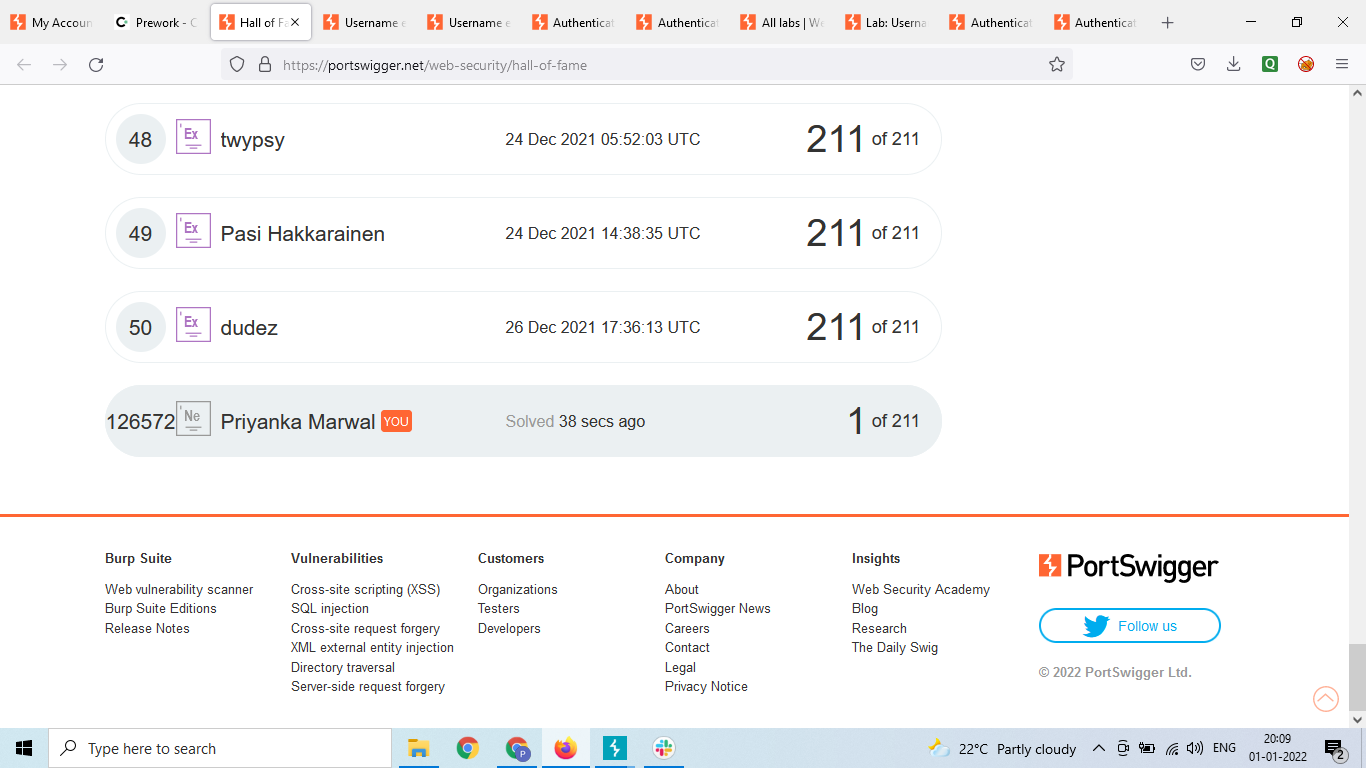 My Accoun
Prework - C
Hall of Fa
Username e
Username e
Authenticat
Authenticat
All labs | We
Lab: Userna
Authenticat
Authenticat
https://portswigger.net/web-security/hall-of-fame
48 Ex twypsy 24 Dec 2021 05:52:03 UTC 211 of 211
49 Ex Pasi Hakkarainen 24 Dec 2021 14:38:35 UTC 211 of 211
50 Ex dudez 26 Dec 2021 17:36:13 UTC 211 of 211
126572 Ne Priyanka Marwal YOU Solved 38 secs ago 1 of 211
Burp Suite
Web vulnerability scanner
Burp Suite Editions
Release Notes
Vulnerabilities
Cross-site scripting (XSS)
SQL injection
Cross-site request forgery
XML external entity injection
Directory traversal
Server-side request forgery
Customers
Organizations
Testers
Developers
Company
About
PortSwigger News
Careers
Contact
Legal
Privacy Notice
Insights
Web Security Academy
Blog
Research
The Daily Swig
PortSwigger
Follow us
© 2022 PortSwigger Ltd.
Type here to search
P
22°C Partly cloudy
ENG
20:09
01-01-2022
2